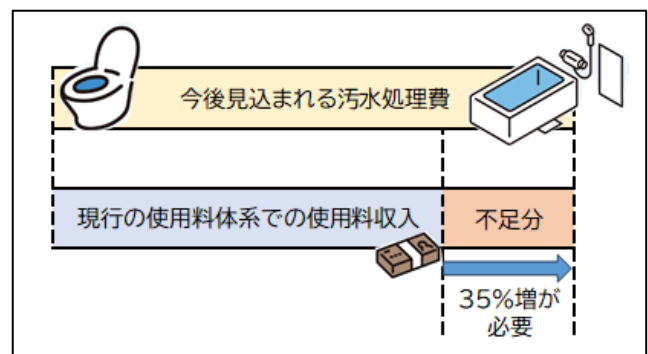 今後見込まれる汚水処理費
現行の使用料体系での使用料収入
不足分
35%増が
必要